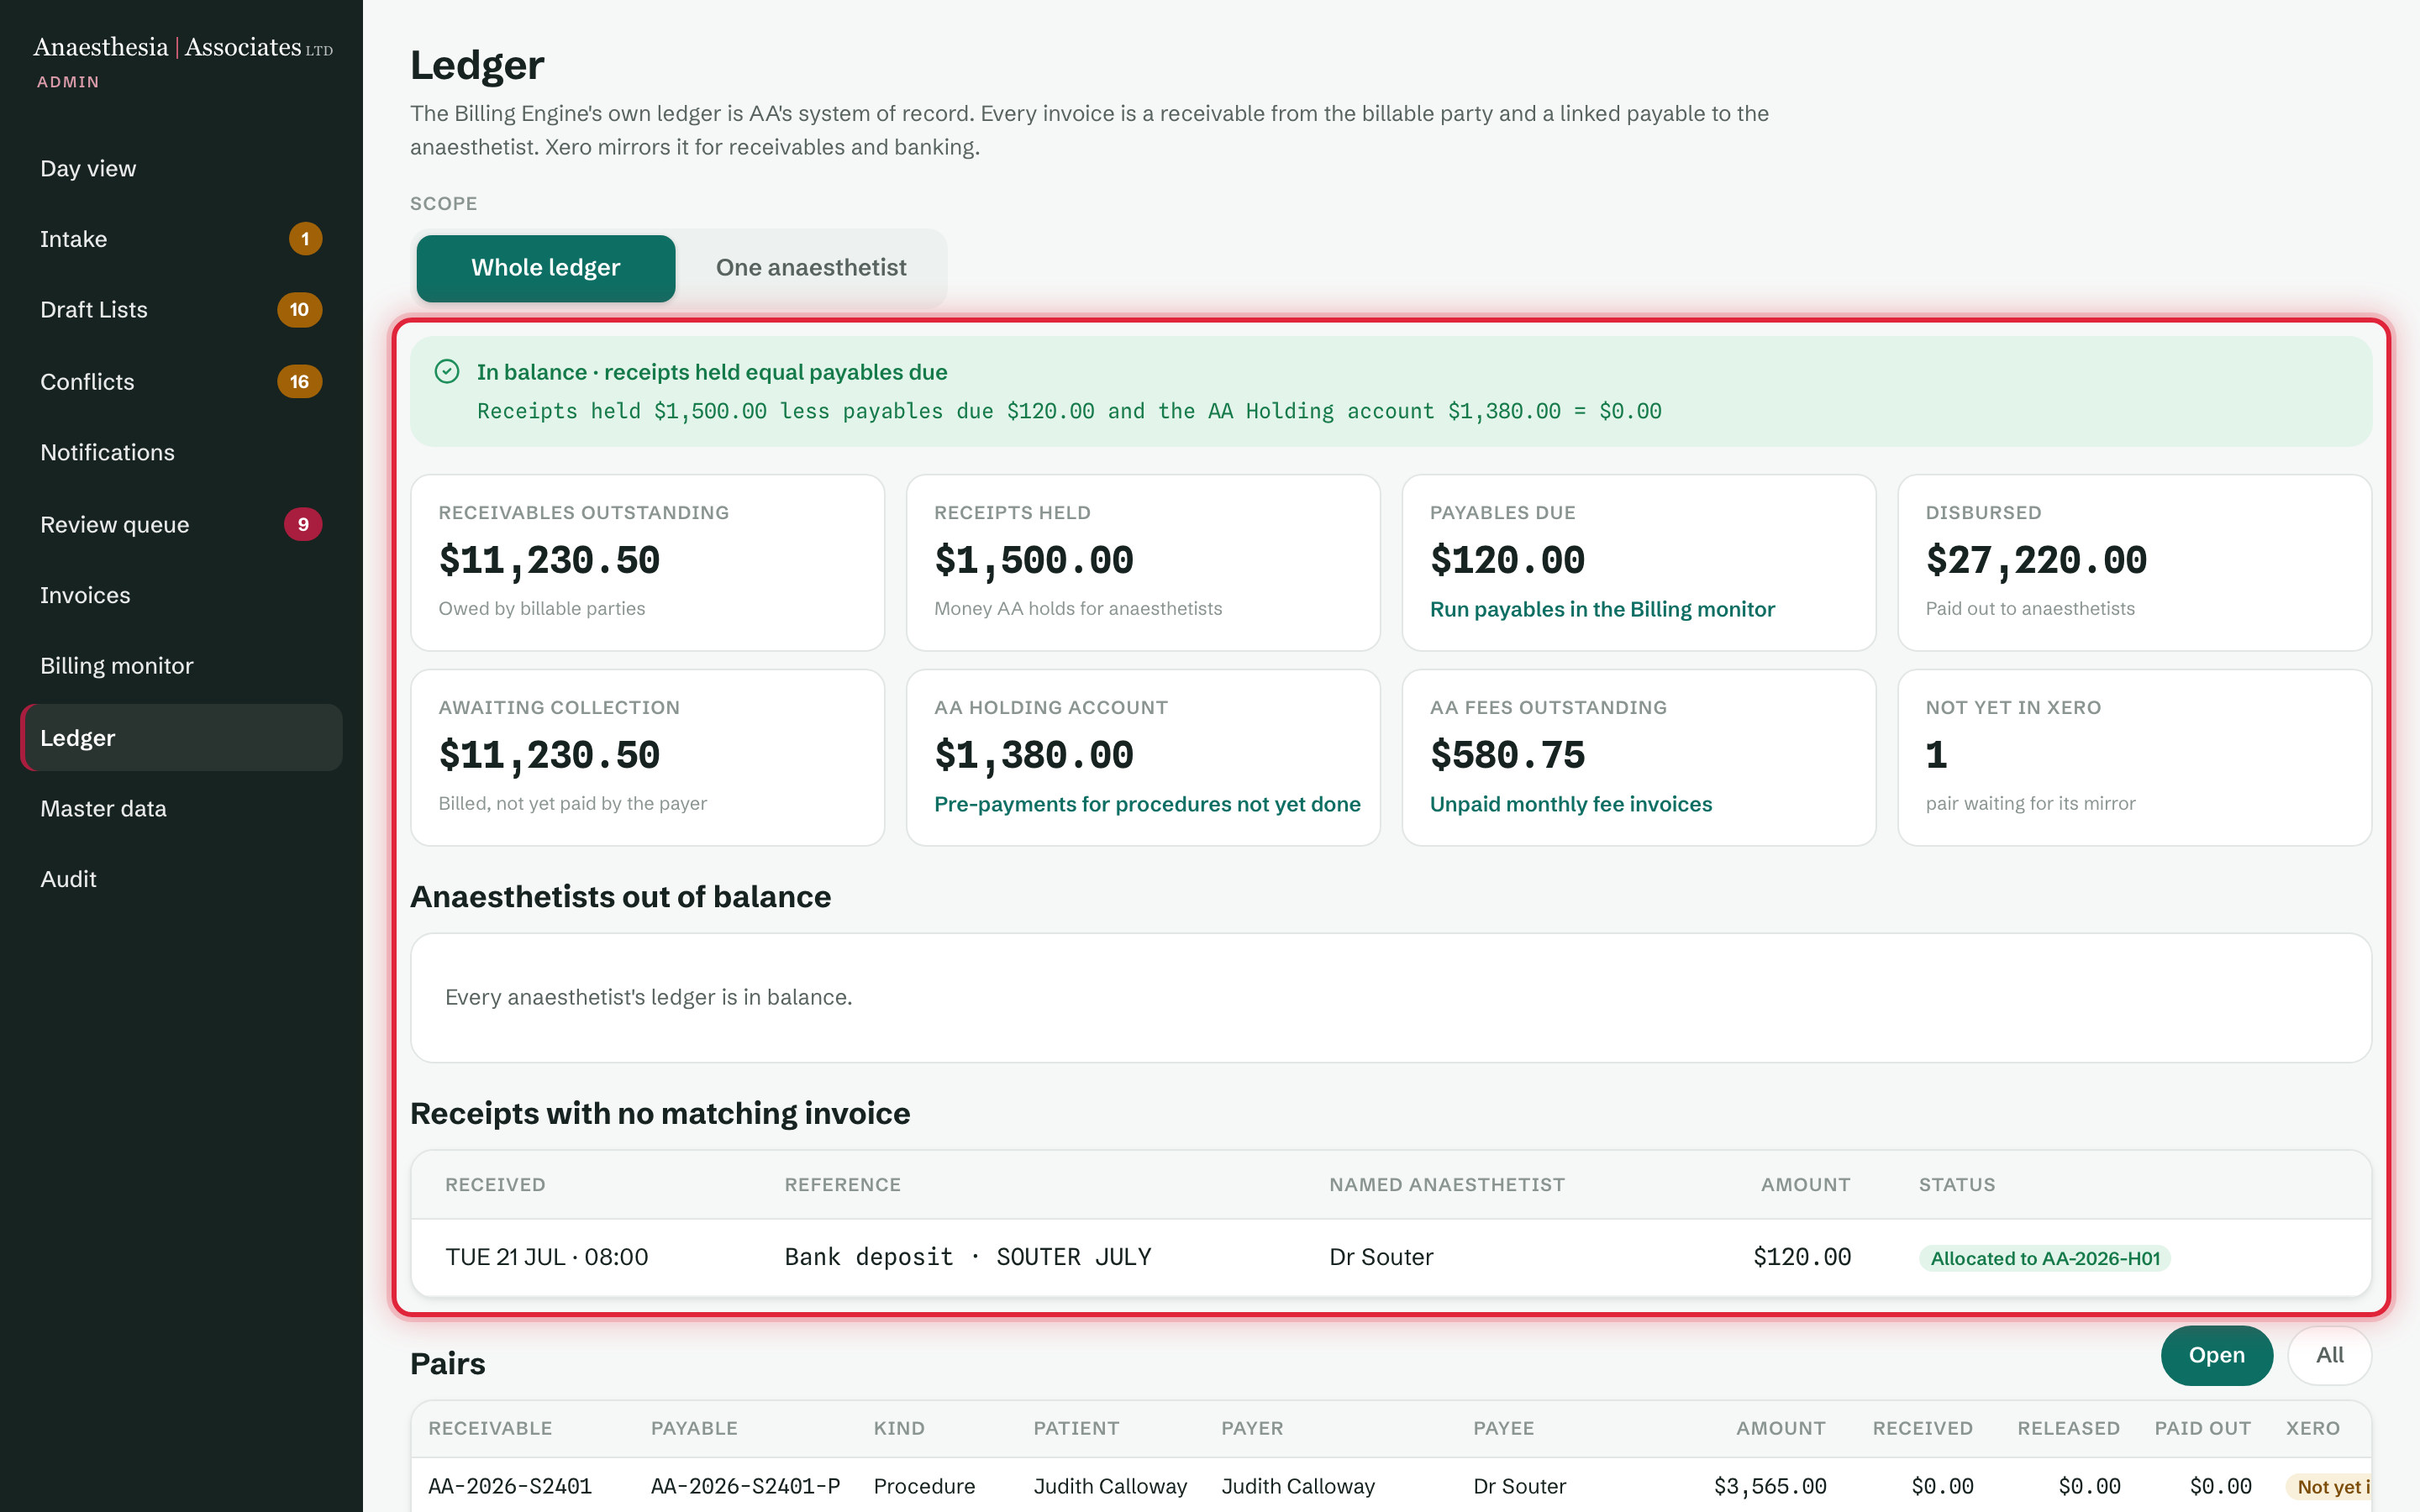 Anaesthesia | Associates LTD
ADMIN
Day view
Intake 1
Draft Lists 10
Conflicts 16
Notifications
Review queue 9
Invoices
Billing monitor
Ledger
Master data
Audit
Ledger
The Billing Engine's own ledger is AA's system of record. Every invoice is a receivable from the billable party and a linked payable to the
anaesthetist. Xero mirrors it for receivables and banking.
SCOPE
Whole ledger One anaesthetist
In balance · receipts held equal payables due
Receipts held $1,500.00 less payables due $120.00 and the AA Holding account $1,380.00 = $0.00
RECEIVABLES OUTSTANDING
$11,230.50
Owed by billable parties
RECEIPTS HELD
$1,500.00
Money AA holds for anaesthetists
PAYABLES DUE
$120.00
Run payables in the Billing monitor
DISBURSED
$27,220.00
Paid out to anaesthetists
AWAITING COLLECTION
$11,230.50
Billed, not yet paid by the payer
AA HOLDING ACCOUNT
$1,380.00
Pre-payments for procedures not yet done
AA FEES OUTSTANDING
$580.75
Unpaid monthly fee invoices
NOT YET IN XERO
1
pair waiting for its mirror
Anaesthetists out of balance
Every anaesthetist's ledger is in balance.
Receipts with no matching invoice
RECEIVED REFERENCE NAMED ANAESTHETIST AMOUNT STATUS
TUE 21 JUL · 08:00 Bank deposit · SOUTER JULY Dr Souter $120.00 Allocated to AA-2026-H01
Pairs
Open All
RECEIVABLE PAYABLE KIND PATIENT PAYER PAYEE AMOUNT RECEIVED RELEASED PAID OUT XERO
AA-2026-S2401 AA-2026-S2401-P Procedure Judith Calloway Judith Calloway Dr Souter $3,565.00 $0.00 $0.00 $0.00 Not yet i